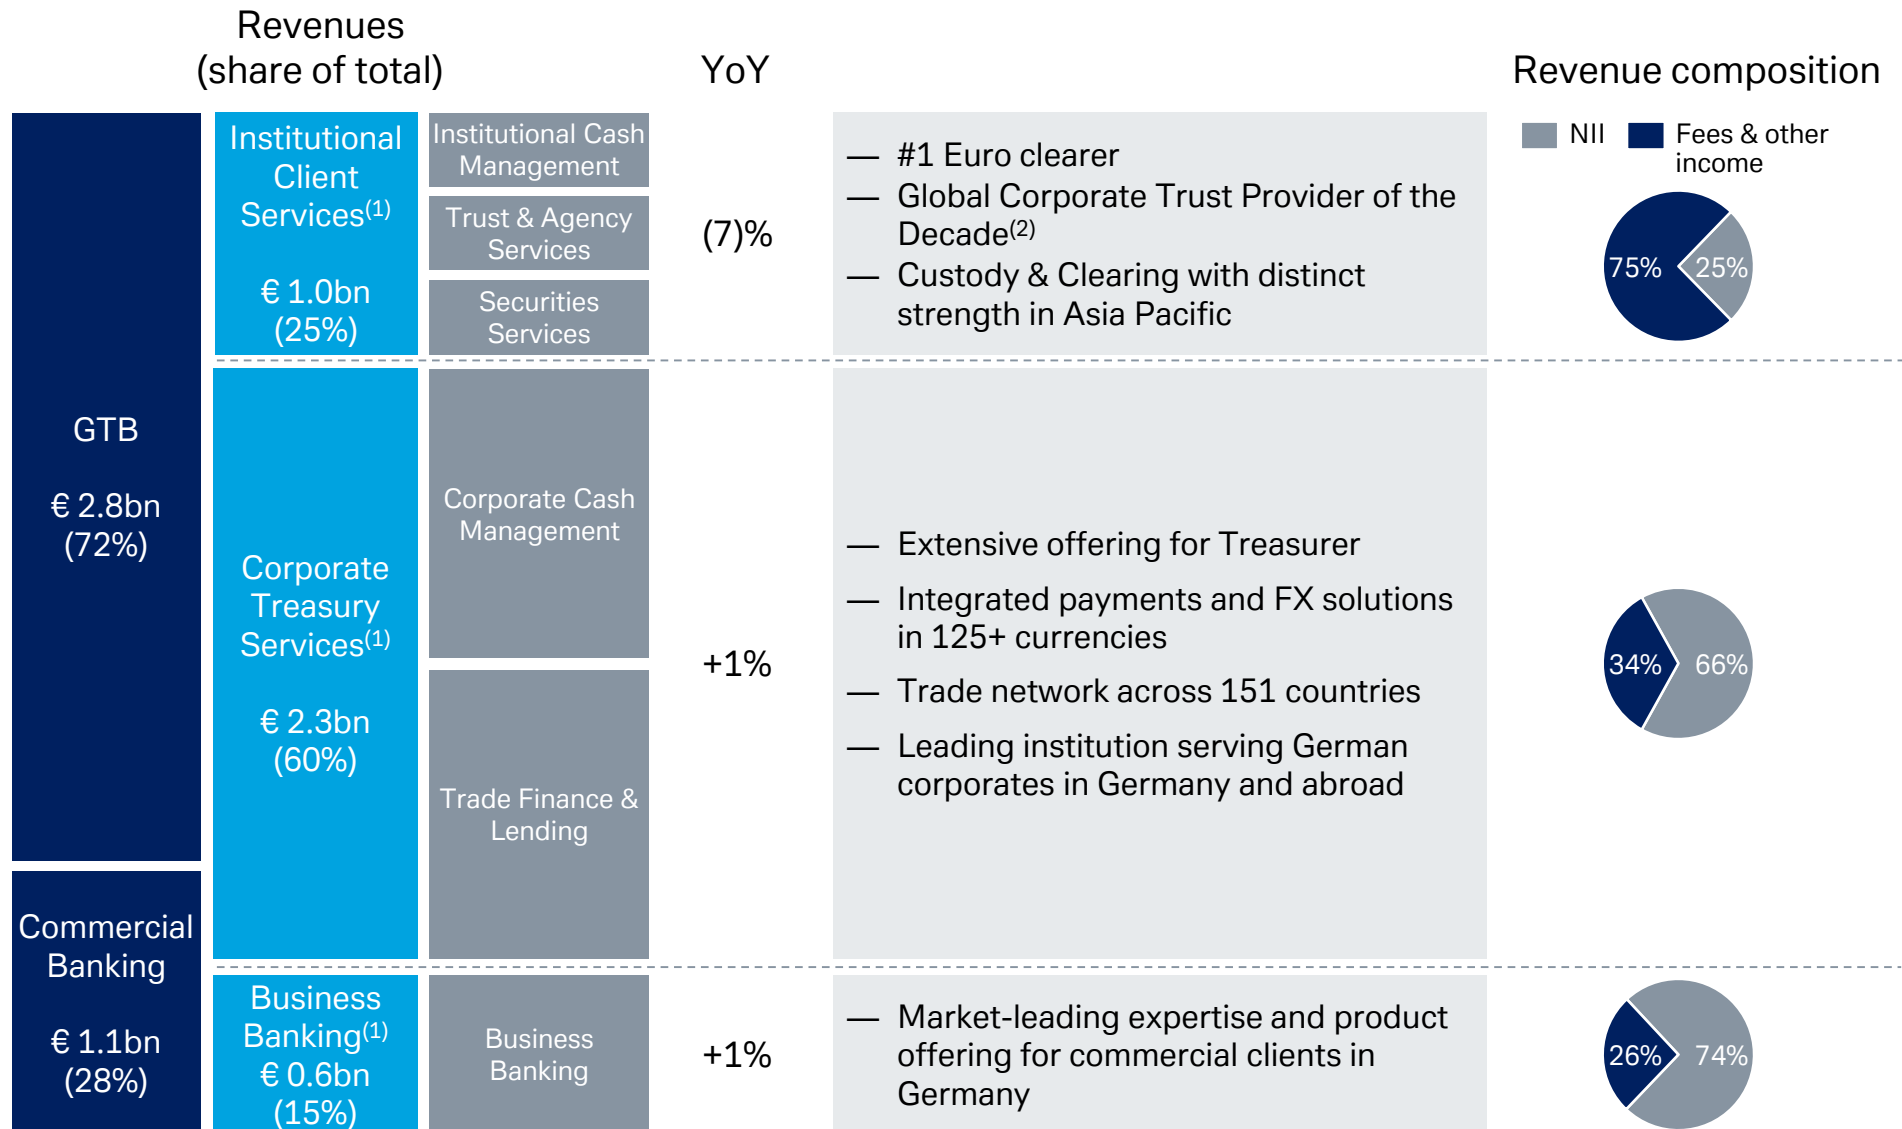 Revenues
(share of total)
YoY
Revenue composition
NII
Fees & other
income
GTB
€ 2.8bn
(72%)
Commercial
Banking
€ 1.1bn
(28%)
Institutional
Client
Services(1)
€ 1.0bn
(25%)
Institutional Cash
Management
Trust & Agency
Services
Securities
Services
(7)%
— #1 Euro clearer
— Global Corporate Trust Provider of the
Decade(2)
— Custody & Clearing with distinct
strength in Asia Pacific
75%
25%
Corporate
Treasury
Services(1)
€ 2.3bn
(60%)
Corporate Cash
Management
Trade Finance &
Lending
+1%
— Extensive offering for Treasurer
— Integrated payments and FX solutions
in 125+ currencies
— Trade network across 151 countries
— Leading institution serving German
corporates in Germany and abroad
34%
66%
Business
Banking(1)
€ 0.6bn
(15%)
Business
Banking
+1%
— Market-leading expertise and product
offering for commercial clients in
Germany
26%
74%